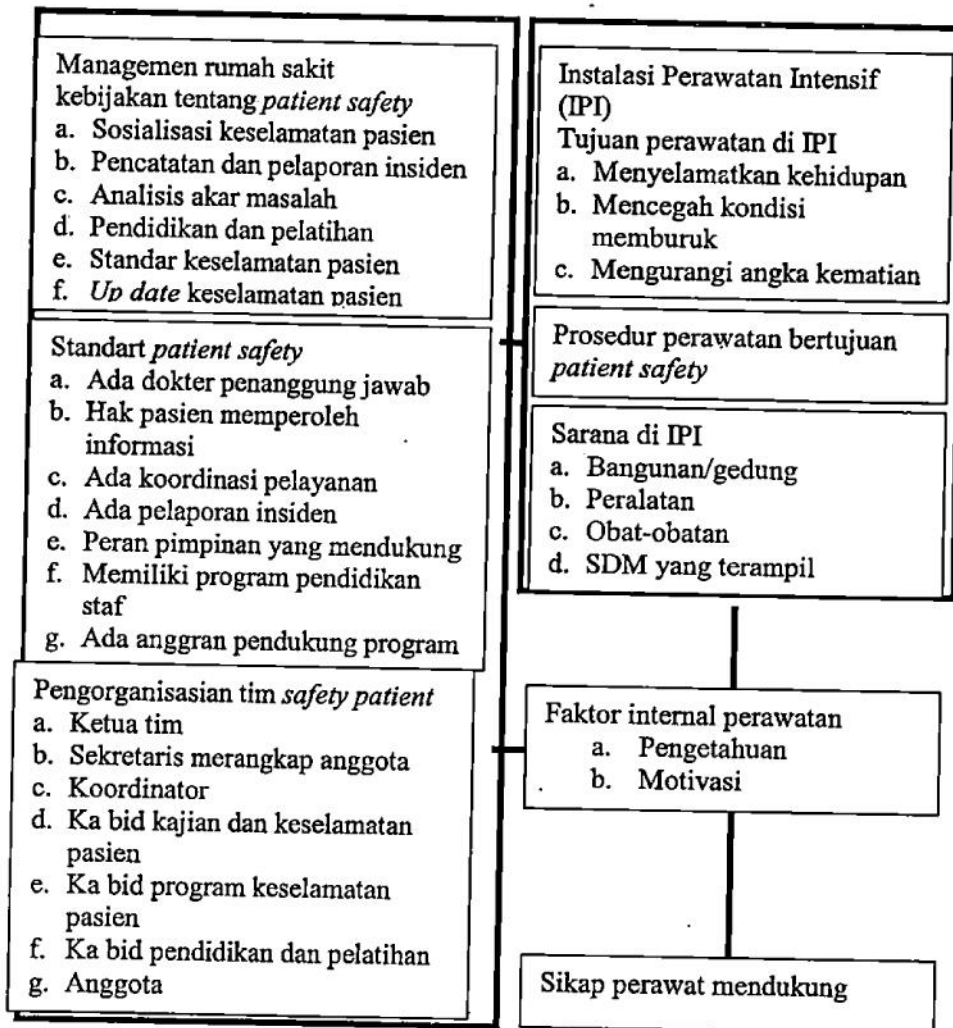 Managemen rumah sakit
kebijakan tentang patient safety
a. Sosialisasi keselamatan pasien
b. Pencatatan dan pelaporan insiden
c. Analisis akar masalah
d. Pendidikan dan pelatihan
e. Standar keselamatan pasien
f. Up date keselamatan pasien
Standart patient safety
a. Ada dokter penanggung jawab
b. Hak pasien memperoleh
informasi
c. Ada koordinasi pelayanan
d. Ada pelaporan insiden
e. Peran pimpinan yang mendukung
f. Memiliki program pendidikan
staf
g. Ada anggran pendukung program
Pengorganisasian tim safety patient
a. Ketua tim
b. Sekretaris merangkap anggota
c. Koordinator
d. Ka bid kajian dan keselamatan
pasien
e. Ka bid program keselamatan
pasien
f. Ka bid pendidikan dan pelatihan
g. Anggota
Instalasi Perawatan Intensif
(IPI)
Tujuan perawatan di IPI
a. Menyelamatkan kehidupan
b. Mencegah kondisi
memburuk
c. Mengurangi angka kematian
Prosedur perawatan bertujuan
patient safety
Sarana di IPI
a. Bangunan/gedung
b. Peralatan
c. Obat-obatan
d. SDM yang terampil
Faktor internal perawatan
a. Pengetahuan
b. Motivasi
Sikap perawat mendukung